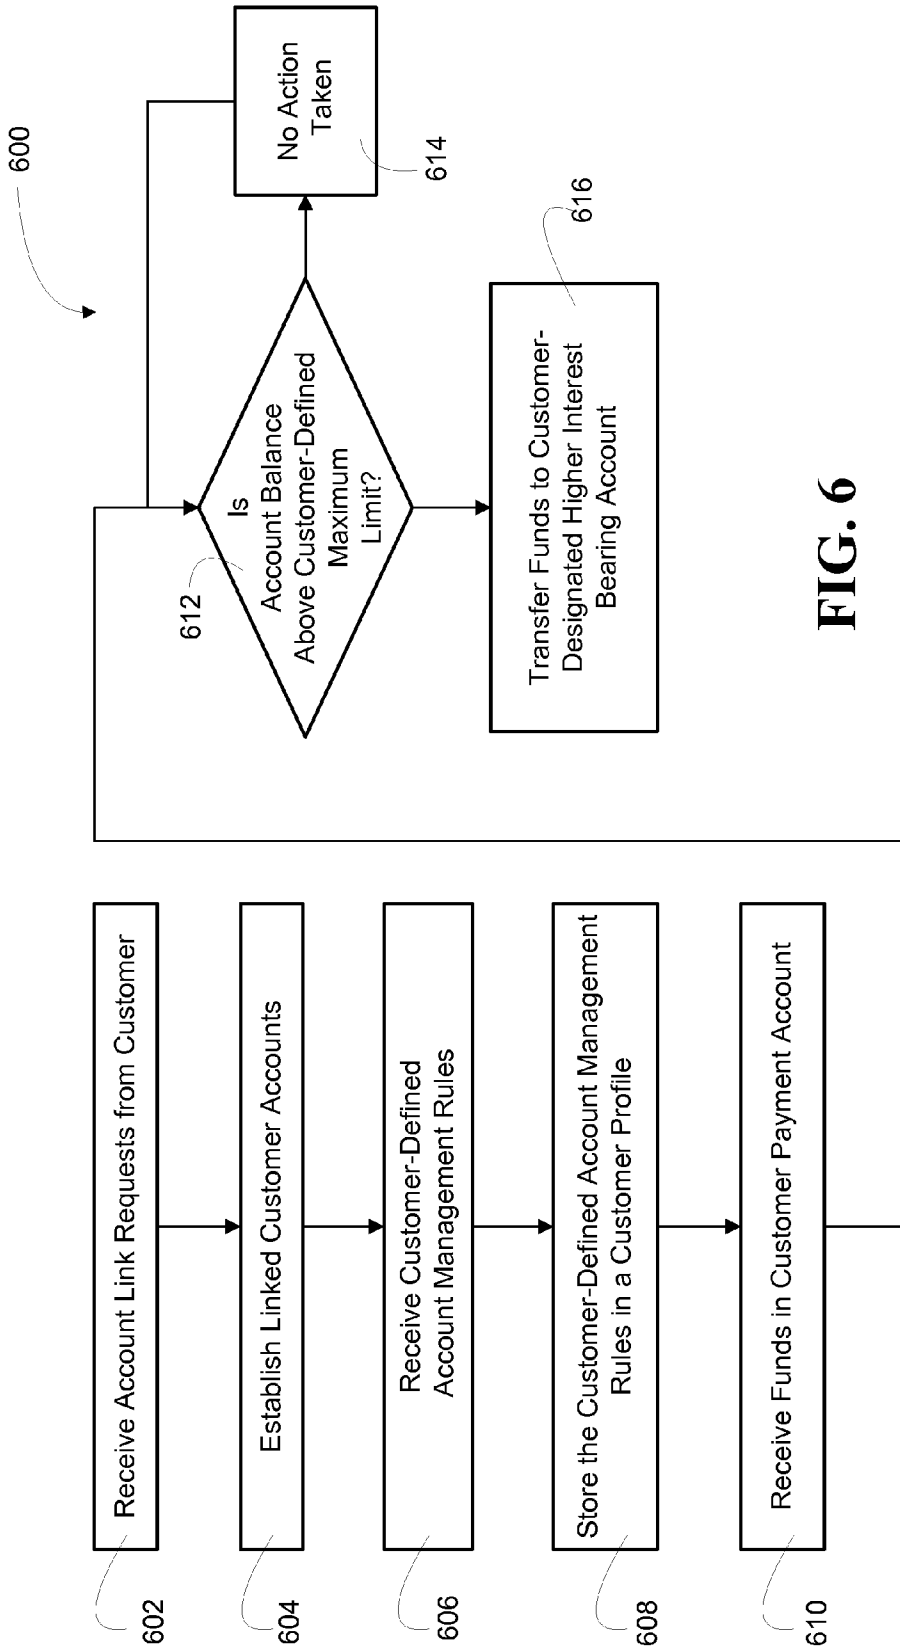 602
Receive Account Link Requests from Customer
604
Establish Linked Customer Accounts
606
Receive Customer-Defined
Account Management Rules
608
Store the Customer-Defined Account Management
Rules in a Customer Profile
610
Receive Funds in Customer Payment Account
600
612
Is
Account Balance
Above Customer-Defined
Maximum
Limit?
No Action
Taken
614
Transfer Funds to Customer-
Designated Higher Interest
Bearing Account
616
FIG. 6